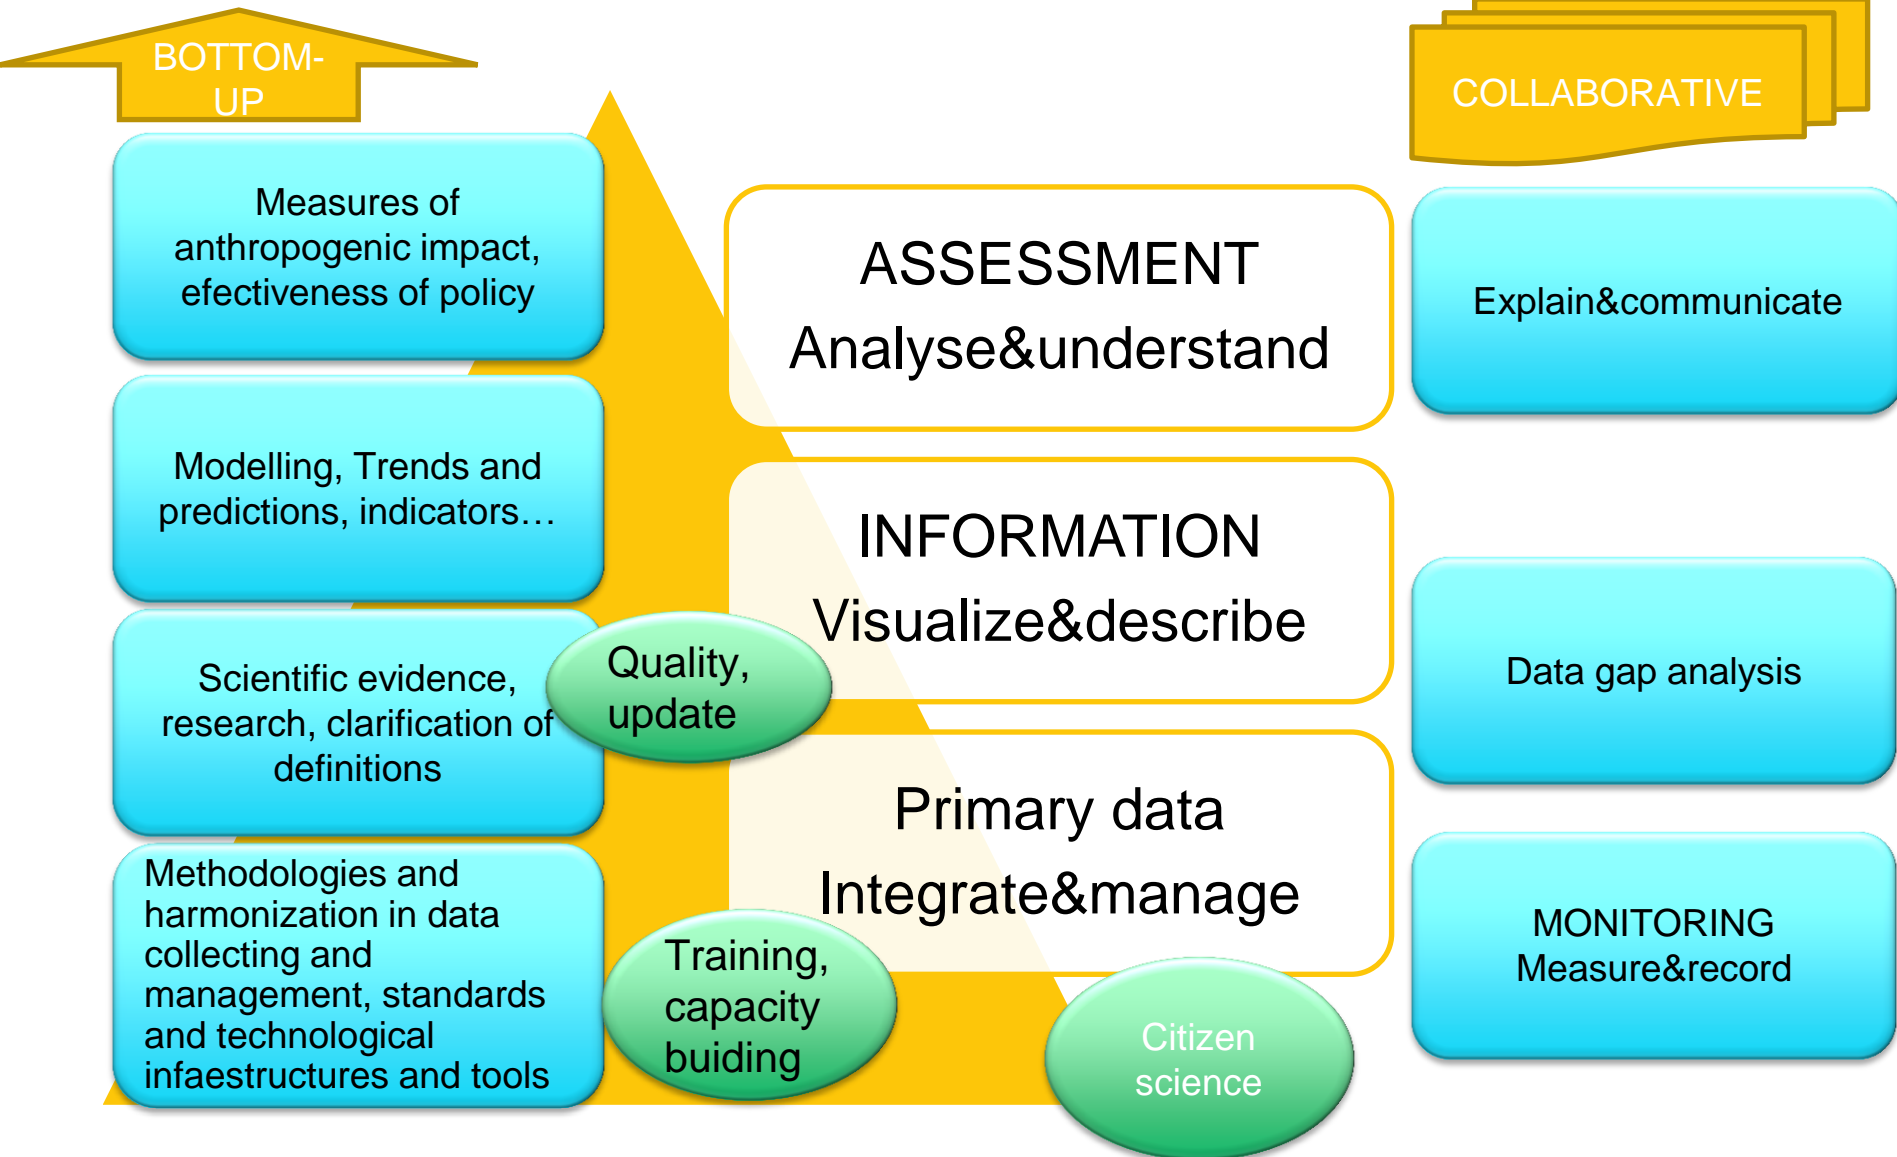 BOTTOM-
UP
COLLABORATIVE
Measures of
anthropogenic impact,
efectiveness of policy
ASSESSMENT
Analyse&understand
Explain&communicate
Modelling, Trends and
predictions, indicators…
INFORMATION
Visualize&describe
Data gap analysis
Scientific evidence,
research, clarification of
definitions
Quality,
update
Primary data
Integrate&manage
MONITORING
Measure&record
Methodologies and
harmonization in data
collecting and
management, standards
and technological
infaestructures and tools
Training,
capacity
buiding
Citizen
science